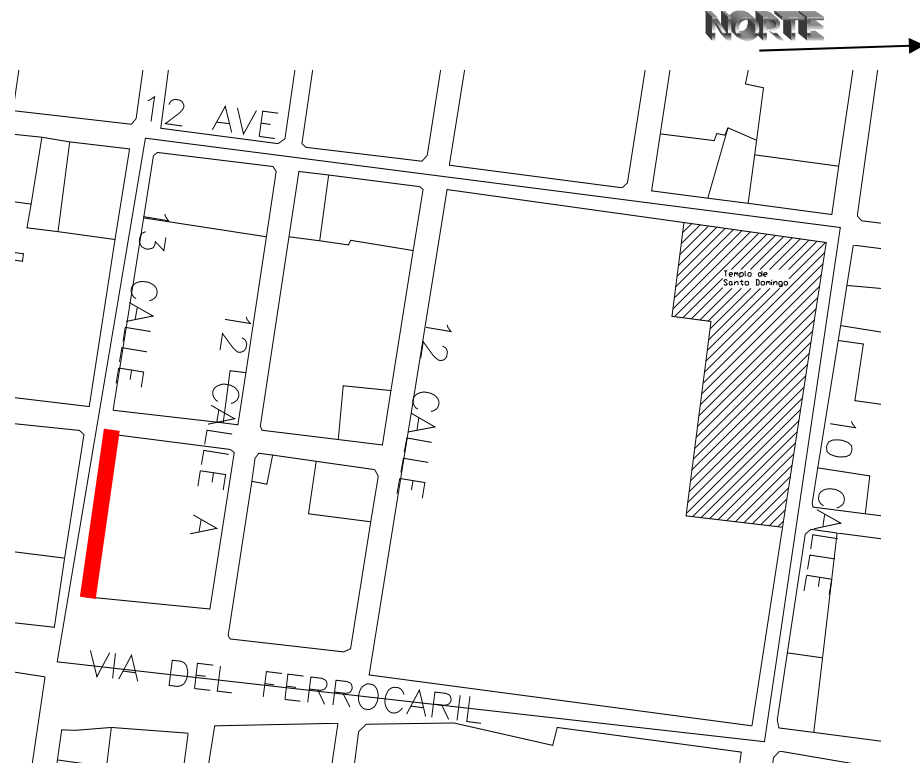 NORTE
12 AVE
13 CALLE
12 CALLE A
12 CALLE
Templo de
Santo Domingo
10 CALLE
VIA DEL FERROCARIL